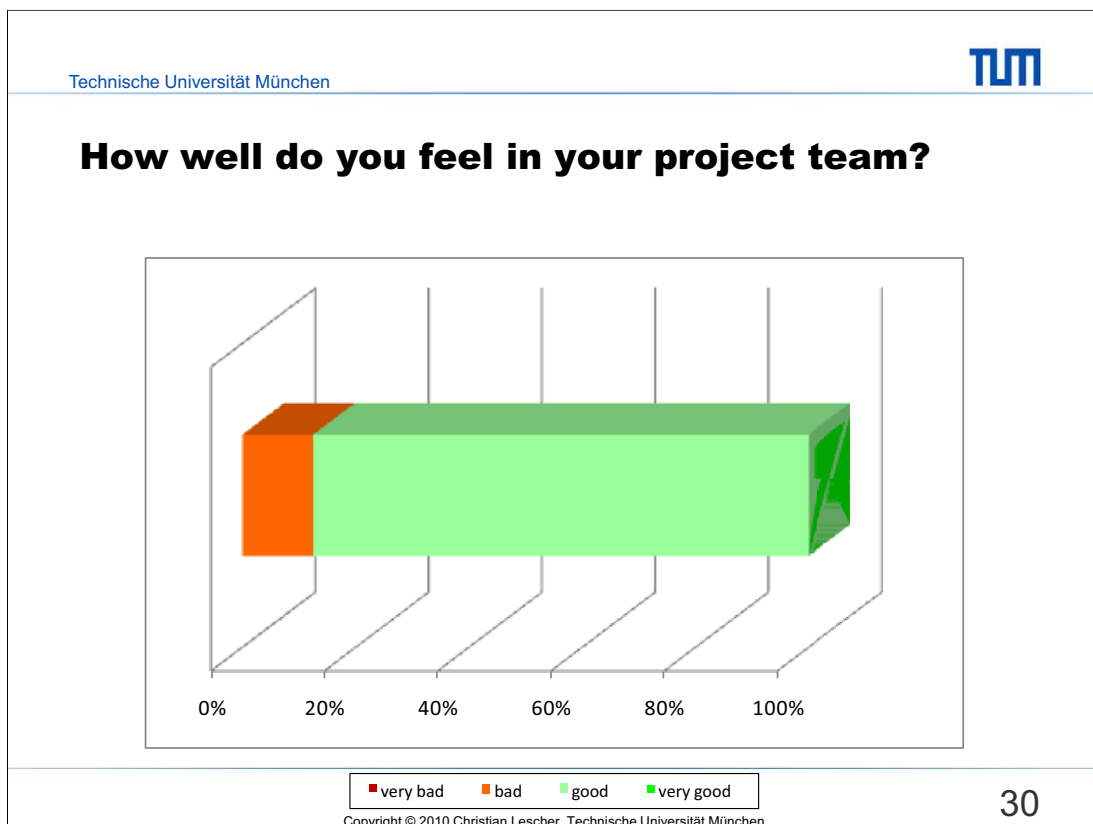 Technische Universität München
TUM
How well do you feel in your project team?
0% 20% 40% 60% 80% 100%
very bad bad good very good
Copyright © 2010 Christian Lescher, Technische Universität München
30